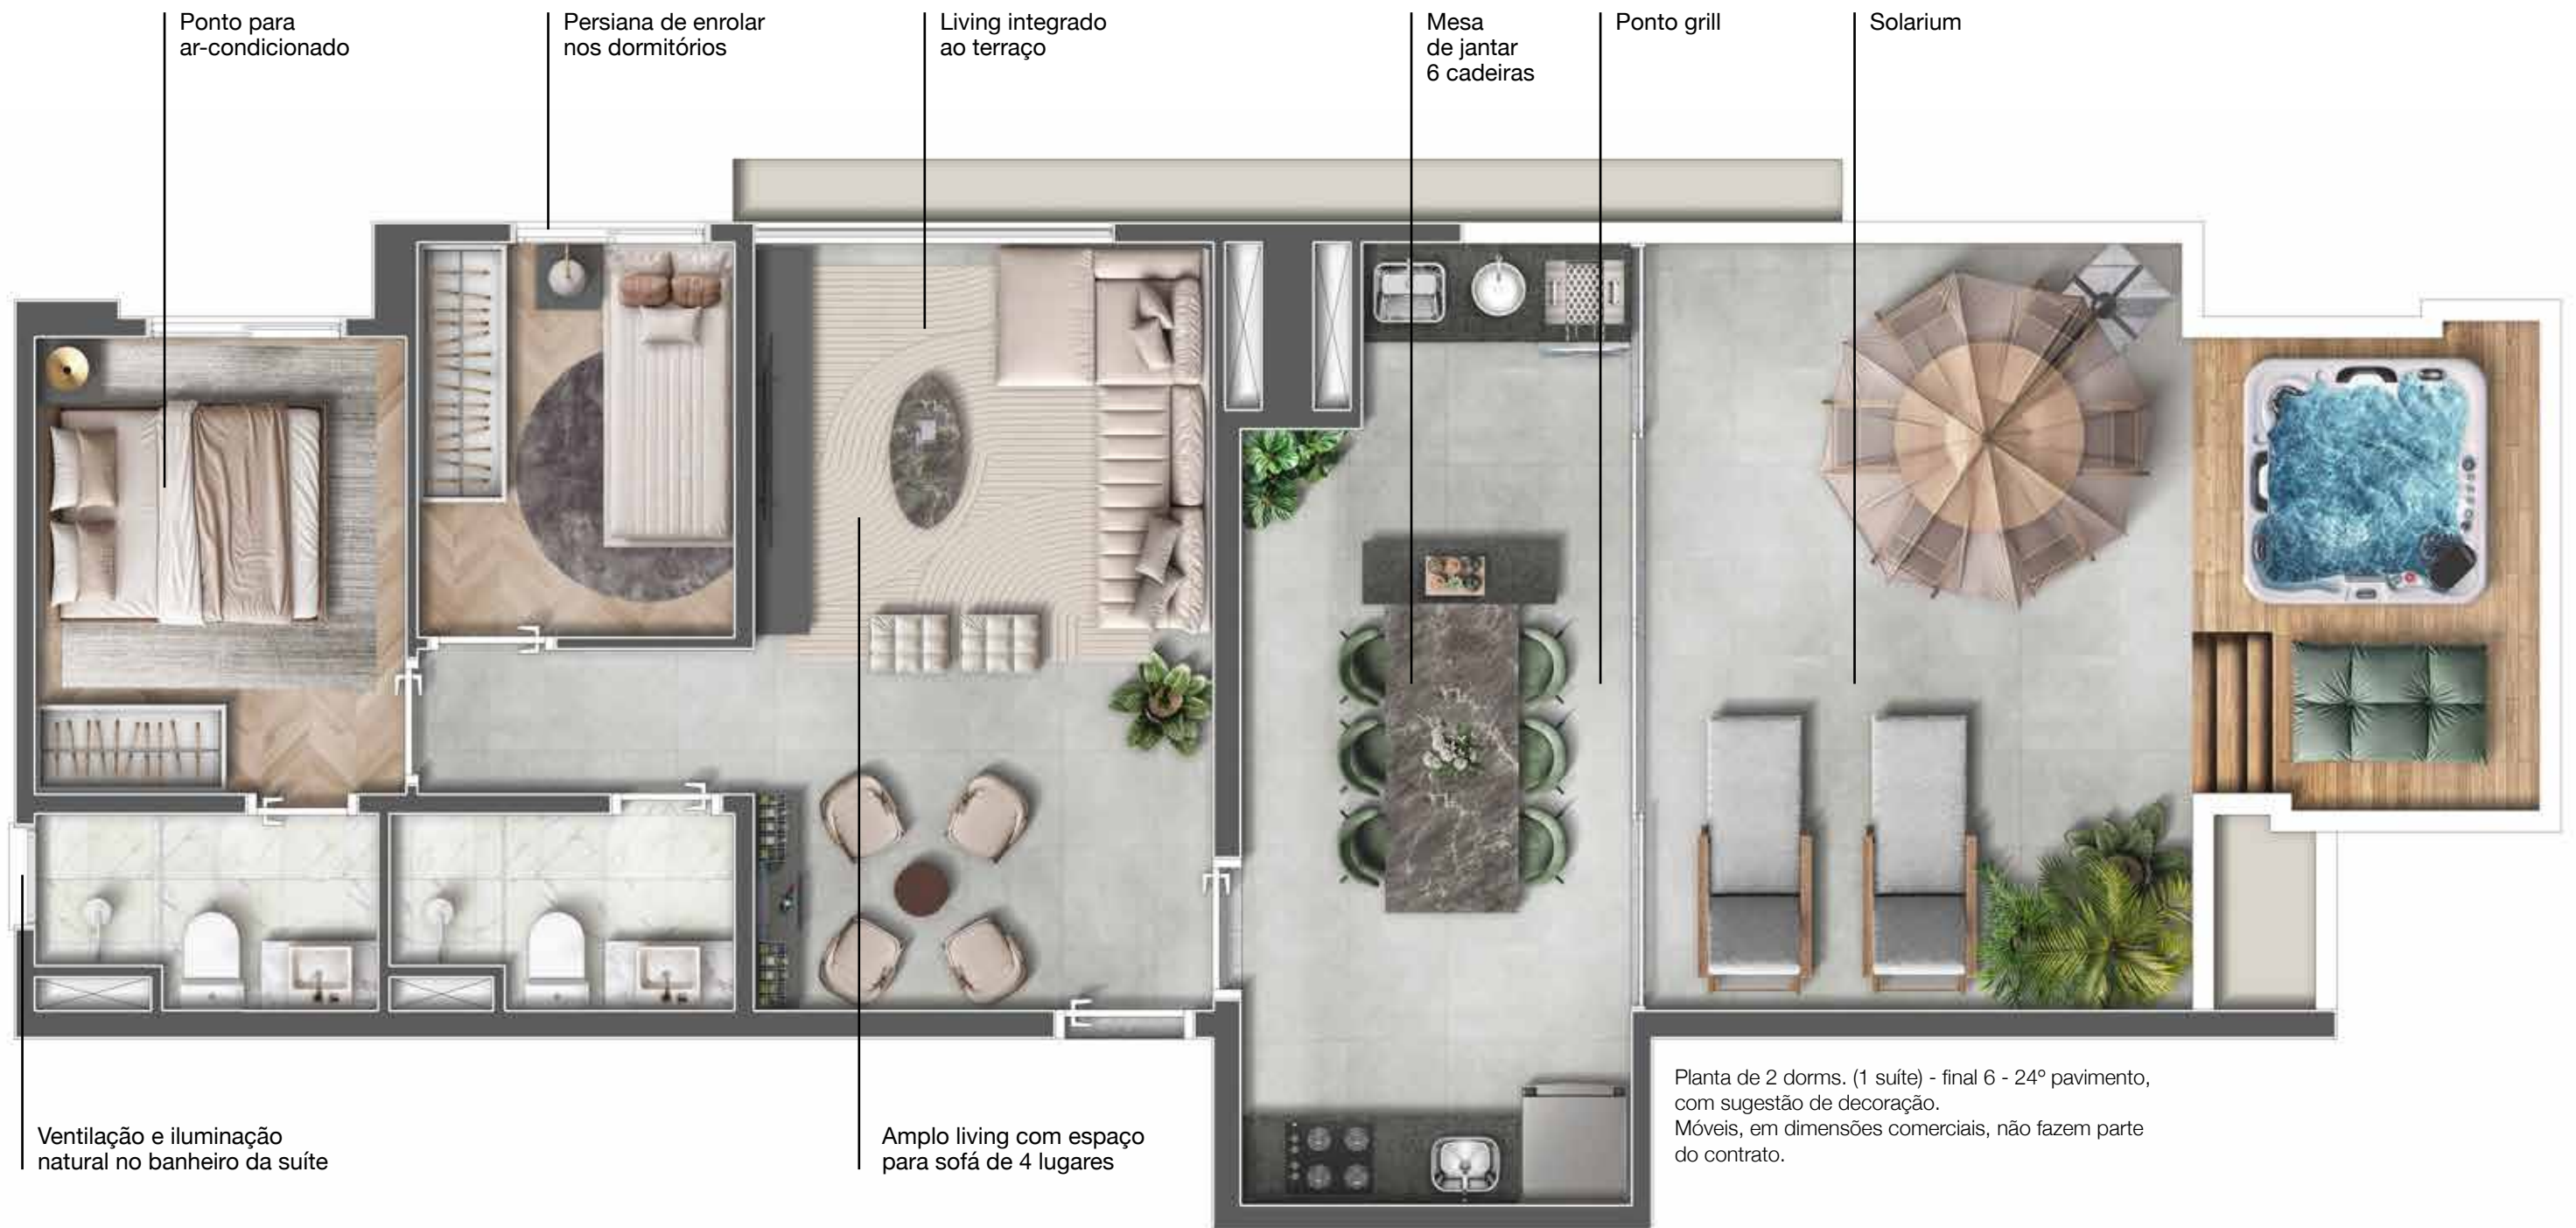 Ponto para
ar-condicionado
Persiana de enrolar
nos dormitórios
Living integrado
ao terraço
Mesa
de jantar
6 cadeiras
Ponto grill
Solarium
Ventilação e iluminação
natural no banheiro da suíte
Amplo living com espaço
para sofá de 4 lugares
Planta de 2 dorms. (1 suíte) - final 6 - 24º pavimento,
com sugestão de decoração.
Móveis, em dimensões comerciais, não fazem parte
do contrato.